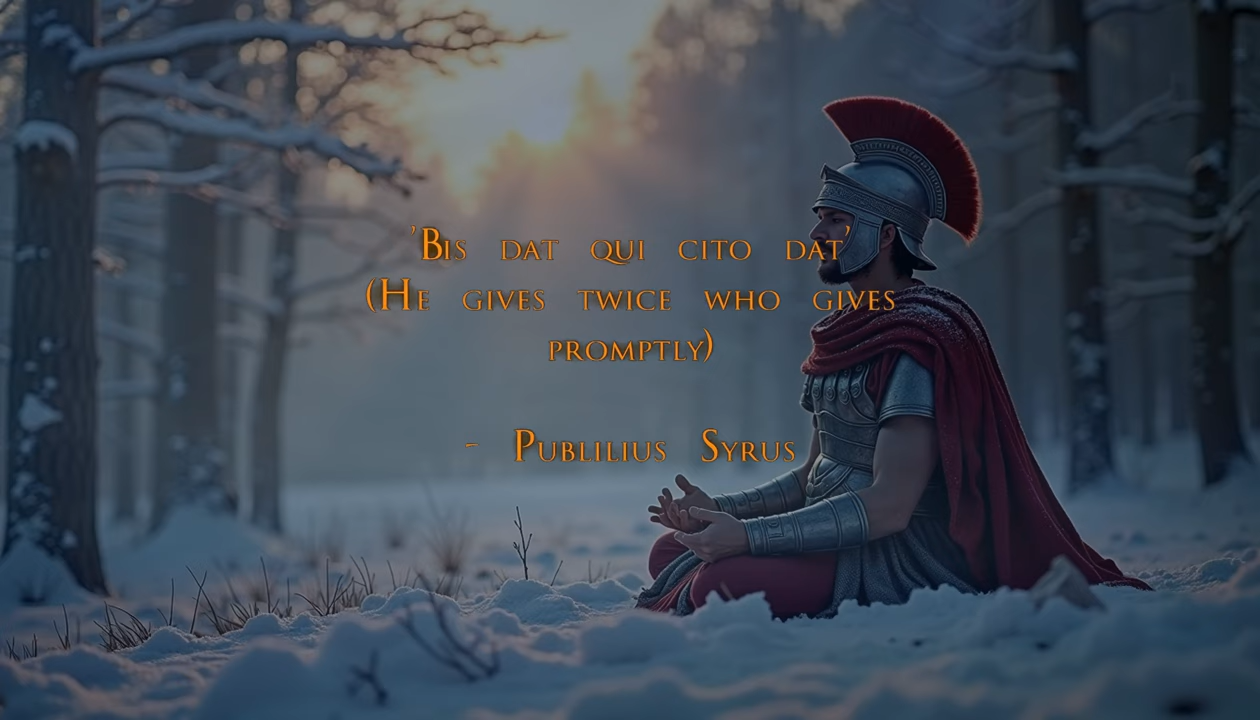 'Bis dat qui cito dat'
(He gives twice who gives
promptly)
- Publilius Syrus